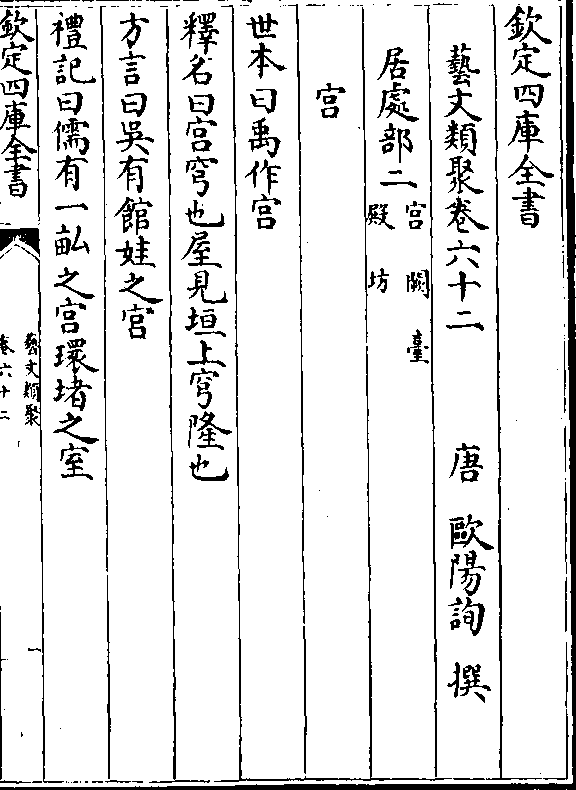 欽定四庫全書
藝文類聚卷六十二
唐 歐陽詢 撰
居處部二 宮 闕 臺 殿 坊
宮
世本曰禹作宮
釋名曰宮穹也屋見垣上穹隆也
方言曰吳有館娃之宮
禮記曰儒有一畝之宮環堵之室
欽定四庫全書
藝文類聚
卷六十二
一